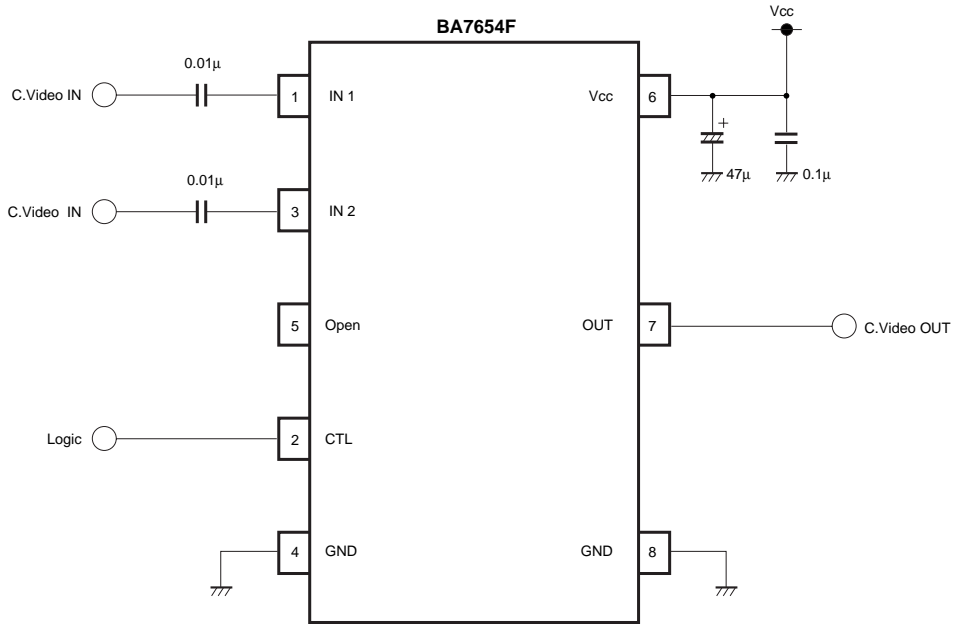 BA7654F
Vcc
0.01μ
C.Video IN
1
IN 1
Vcc
6
+
47μ
0.1μ
0.01μ
C.Video IN
3
IN 2
5
Open
OUT
7
C.Video OUT
Logic
2
CTL
4
GND
GND
8